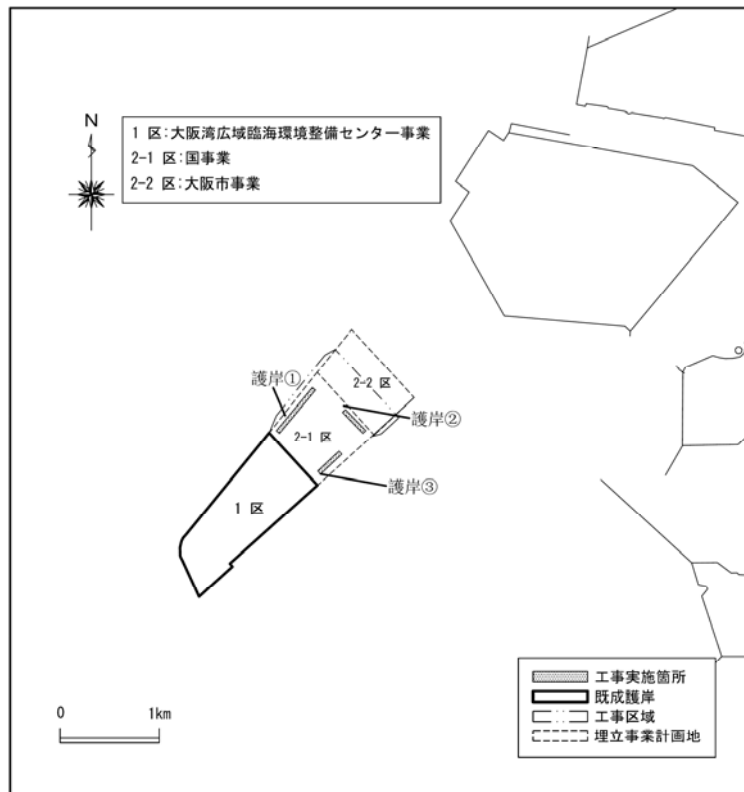 N
1 区:大阪湾広域臨海環境整備センター事業
2-1 区:国事業
2-2 区:大阪市事業
護岸①
2-2 区
護岸②
2-1 区
護岸③
1 区
0 1km
工事実施箇所
既成護岸
工事区域
埋立事業計画地